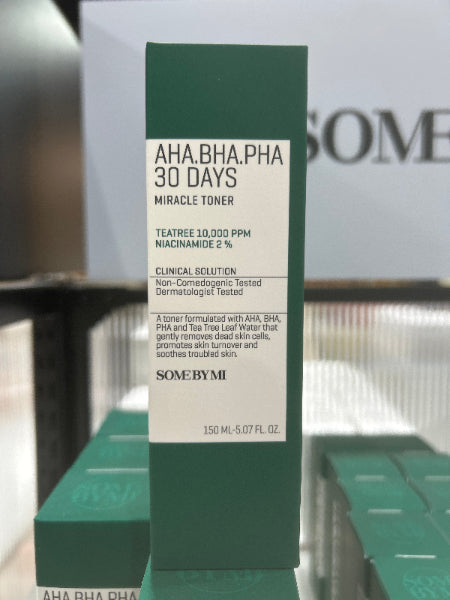 SOME
AHA.BHA.PHA
30 DAYS
MIRACLE TONER
TEATREE 10,000 PPM
NIACINAMIDE 2 %
CLINICAL SOLUTION
Non-Comedogenic Tested
Dermatologist Tested
A toner formulated with AHA, BHA,
PHA and Tea Tree Leaf Water that
gently removes dead skin cells,
promotes skin turnover and
soothes troubled skin.
SOME BY MI
150 ML-5.07 FL. OZ.
AHA.BHA.PHA
SOME
BY MI